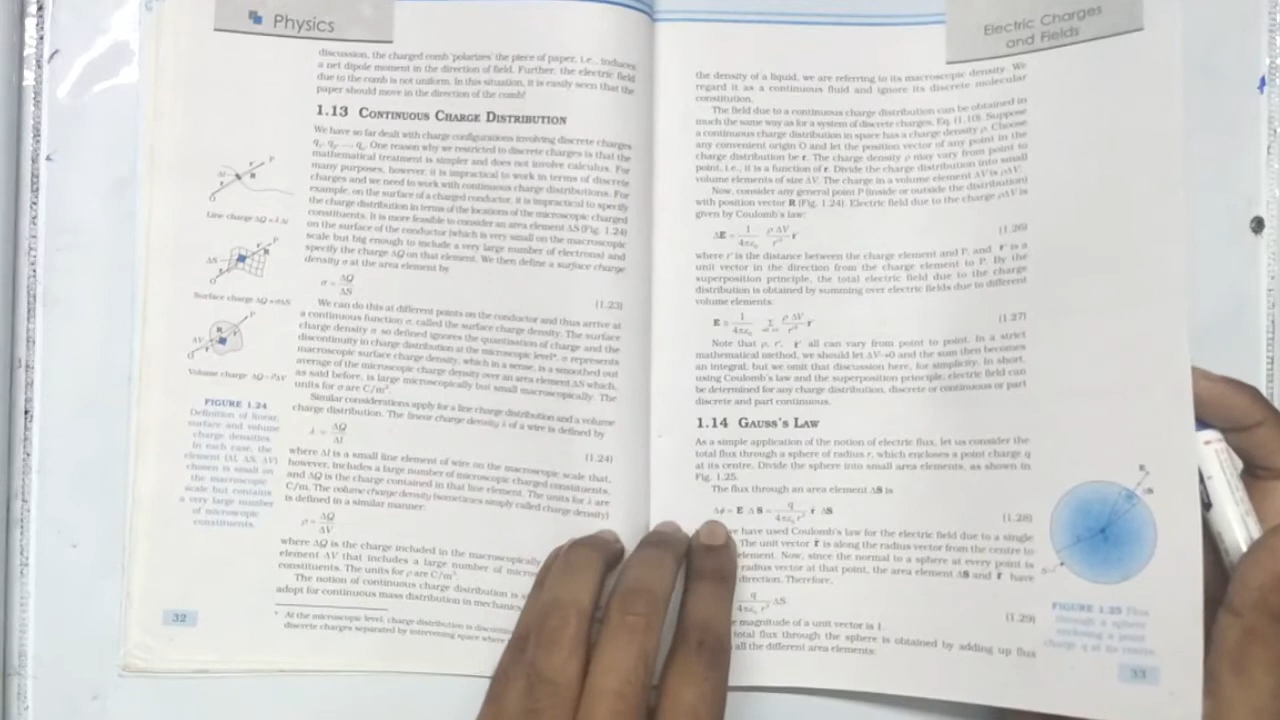 Physics
discussion, the charged comb 'polarizes' the piece of paper, i.e., induces
a net dipole moment in the direction of field. Further, the electric field
due to the comb is not uniform. In this situation, it is easily seen that the
paper should move in the direction of the comb!
1.13 CONTINUOUS CHARGE DISTRIBUTION
We have so far dealt with charge configurations involving discrete charges
q₁, q₂, ..., qₙ. One reason why we restricted to discrete charges is that the
mathematical treatment is simpler and does not involve calculus. For
many purposes, however, it is impractical to work in terms of discrete
charges and we need to work with continuous charge distributions. For
example, on the surface of a charged conductor, it is impractical to specify
the charge distribution in terms of the locations of the microscopic charged
constituents. It is more feasible to consider an area element ΔS (Fig. 1.24)
on the surface of the conductor (which is very small on the macroscopic
scale but big enough to include a very large number of electrons) and
specify the charge ΔQ on that element. We then define a surface charge
density σ at the area element by
σ = ΔQ/ΔS (1.23)
We can do this at different points on the conductor and thus arrive at
a continuous function σ, called the surface charge density. The surface
charge density σ so defined ignores the quantisation of charge and the
discontinuity in charge distribution at the microscopic level*. σ represents
macroscopic surface charge density, which in a sense, is a smoothed out
average of the microscopic charge density over an area element ΔS which,
as said before, is large microscopically but small macroscopically. The
units for σ are C/m².
Similar considerations apply for a line charge distribution and a volume
charge distribution. The linear charge density λ of a wire is defined by
λ = ΔQ/Δl (1.24)
where Δl is a small line element of wire on the macroscopic scale that,
however, includes a large number of microscopic charged constituents,
and ΔQ is the charge contained in that line element. The units for λ are
C/m. The volume charge density (sometimes simply called charge density)
is defined in a similar manner:
ρ = ΔQ/ΔV
where ΔQ is the charge included in the macroscopically
element ΔV that includes a large number of
constituents. The units for ρ are C/m³.
The notion of continuous charge distribution is
adopt for continuous mass distribution in mechanics
* At the microscopic level, charge distribution is
discrete charges separated by intervening space where
Δl r P R O
Line charge ΔQ = λ Δl
ΔS r P R O
Surface charge ΔQ = σΔS
ΔV r P R O
Volume charge ΔQ = ρΔV
FIGURE 1.24
Definition of linear,
surface and volume
charge densities.
In each case, the
element (Δl, ΔS, ΔV)
chosen is small on
the macroscopic
scale but contains
a very large number
of microscopic
constituents.
32
Electric Charges
and Fields
the density of a liquid, we are referring to its macroscopic density. We
regard it as a continuous fluid and ignore its discrete molecular
constitution.
The field due to a continuous charge distribution can be obtained in
much the same way as for a system of discrete charges, Eq. (1.10). Suppose
a continuous charge distribution in space has a charge density ρ. Choose
any convenient origin O and let the position vector of any point in the
charge distribution be r. The charge density ρ may vary from point to
point, i.e., it is a function of r. Divide the charge distribution into small
volume elements of size ΔV. The charge in a volume element ΔV is ρΔV.
Now, consider any general point P (inside or outside the distribution)
with position vector R (Fig. 1.24). Electric field due to the charge ρΔV is
given by Coulomb's law:
ΔE = 1/4πε₀ ρ ΔV/r'² r̂' (1.26)
where r' is the distance between the charge element and P, and r̂' is a
unit vector in the direction from the charge element to P. By the
superposition principle, the total electric field due to the charge
distribution is obtained by summing over electric fields due to different
volume elements:
E ≅ 1/4πε₀ Σ all ΔV ρ ΔV/r'² r̂' (1.27)
Note that ρ, r', r̂' all can vary from point to point. In a strict
mathematical method, we should let ΔV→0 and the sum then becomes
an integral; but we omit that discussion here, for simplicity. In short,
using Coulomb's law and the superposition principle, electric field can
be determined for any charge distribution, discrete or continuous or part
discrete and part continuous.
1.14 GAUSS'S LAW
As a simple application of the notion of electric flux, let us consider the
total flux through a sphere of radius r, which encloses a point charge q
at its centre. Divide the sphere into small area elements, as shown in
Fig. 1.25.
The flux through an area element ΔS is
Δφ = E · ΔS = q/4πε₀ r² r̂ · ΔS (1.28)
have used Coulomb's law for the electric field due to a single
The unit vector r̂ is along the radius vector from the centre to
element. Now, since the normal to a sphere at every point is
radius vector at that point, the area element ΔS and r̂ have
direction. Therefore,
q/4πε₀ r² ΔS (1.29)
magnitude of a unit vector is 1.
total flux through the sphere is obtained by adding up flux
all the different area elements:
E ΔS r S
FIGURE 1.25 Flux
through a sphere
enclosing a point
charge q at its centre.
33